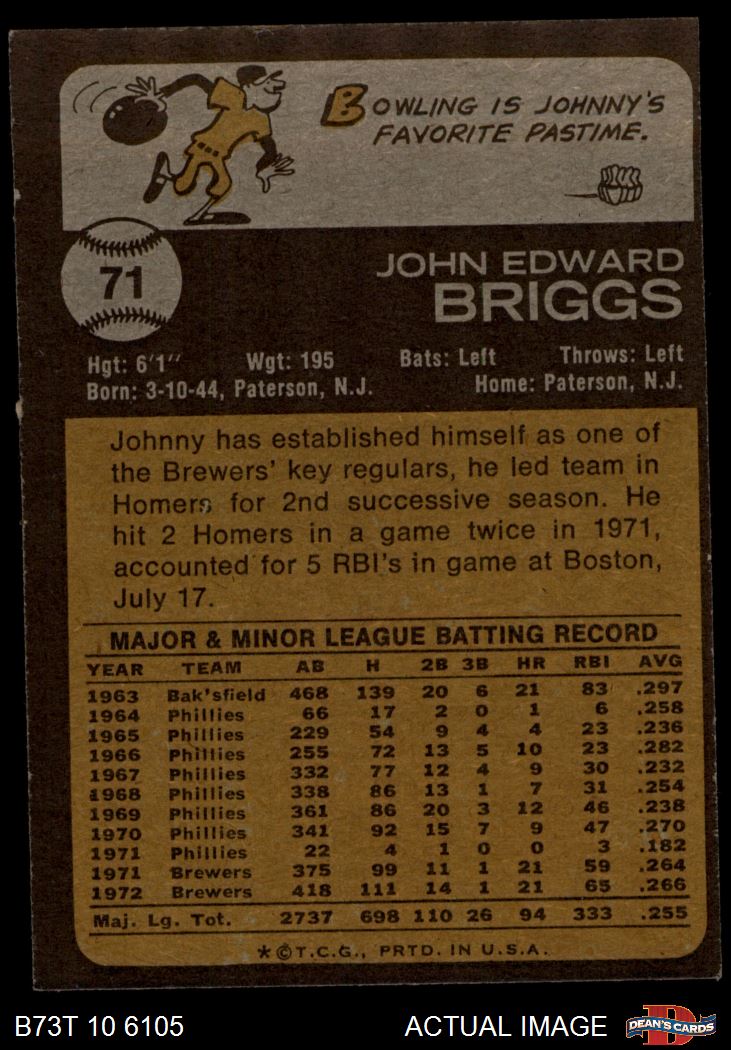 BOWLING IS JOHNNY'S
FAVORITE PASTIME.
71
JOHN EDWARD
BRIGGS
Hgt: 6'1" Wgt: 195 Bats: Left Throws: Left
Born: 3-10-44, Paterson, N.J. Home: Paterson, N.J.
Johnny has established himself as one of
the Brewers' key regulars, he led team in
Homers for 2nd successive season. He
hit 2 Homers in a game twice in 1971,
accounted for 5 RBI's in game at Boston,
July 17.
MAJOR & MINOR LEAGUE BATTING RECORD
YEAR TEAM AB H 2B 3B HR RBI AVG
1963 Bak'sfield 468 139 20 6 21 83 .297
1964 Phillies 66 17 2 0 1 6 .258
1965 Phillies 229 54 9 4 4 23 .236
1966 Phillies 255 72 13 5 10 23 .282
1967 Phillies 332 77 12 4 9 30 .232
1968 Phillies 338 86 13 1 7 31 .254
1969 Phillies 361 86 20 3 12 46 .238
1970 Phillies 341 92 15 7 9 47 .270
1971 Phillies 22 4 1 0 0 3 .182
1971 Brewers 375 99 11 1 21 59 .264
1972 Brewers 418 111 14 1 21 65 .266
Maj. Lg. Tot. 2737 698 110 26 94 333 .255
*©T.C.G., PRTD. IN U.S.A.
B73T 10 6105 ACTUAL IMAGE DEAN'S CARDS